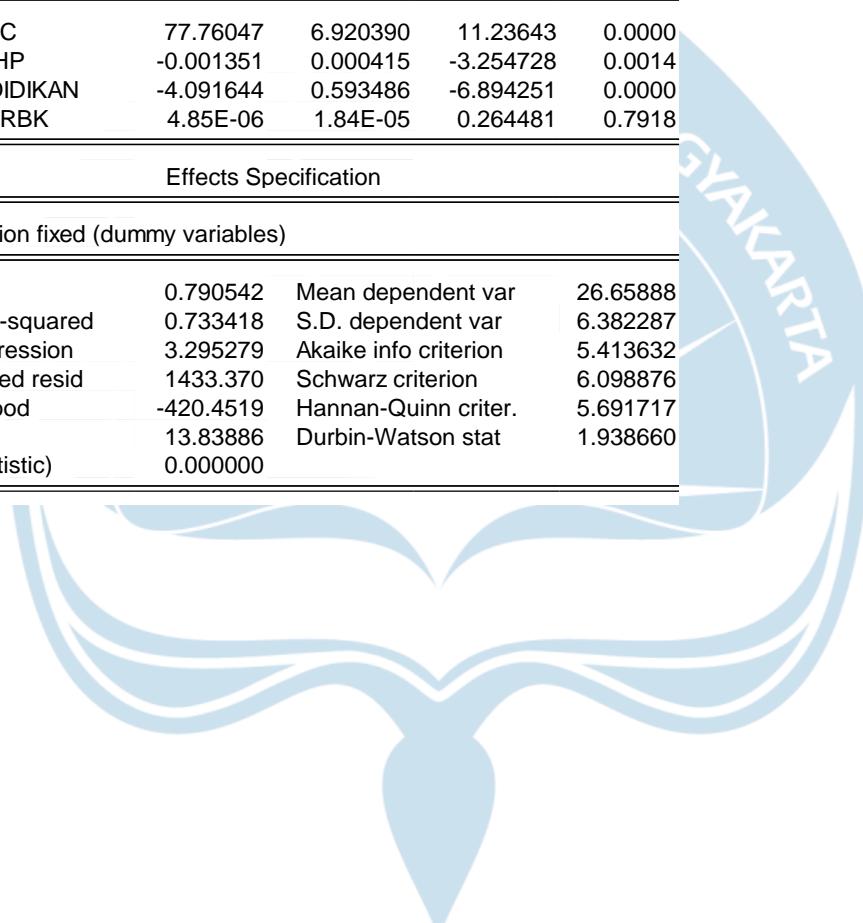 C 77.76047 6.920390 11.23643 0.0000
HP -0.001351 0.000415 -3.254728 0.0014
DIDIKAN -4.091644 0.593486 -6.894251 0.0000
RBK 4.85E-06 1.84E-05 0.264481 0.7918
Effects Specification
ion fixed (dummy variables)
0.790542 Mean dependent var 26.65888
-squared 0.733418 S.D. dependent var 6.382287
ression 3.295279 Akaike info criterion 5.413632
ed resid 1433.370 Schwarz criterion 6.098876
ood -420.4519 Hannan-Quinn criter. 5.691717
13.83886 Durbin-Watson stat 1.938660
tistic) 0.000000
GYAKARTA